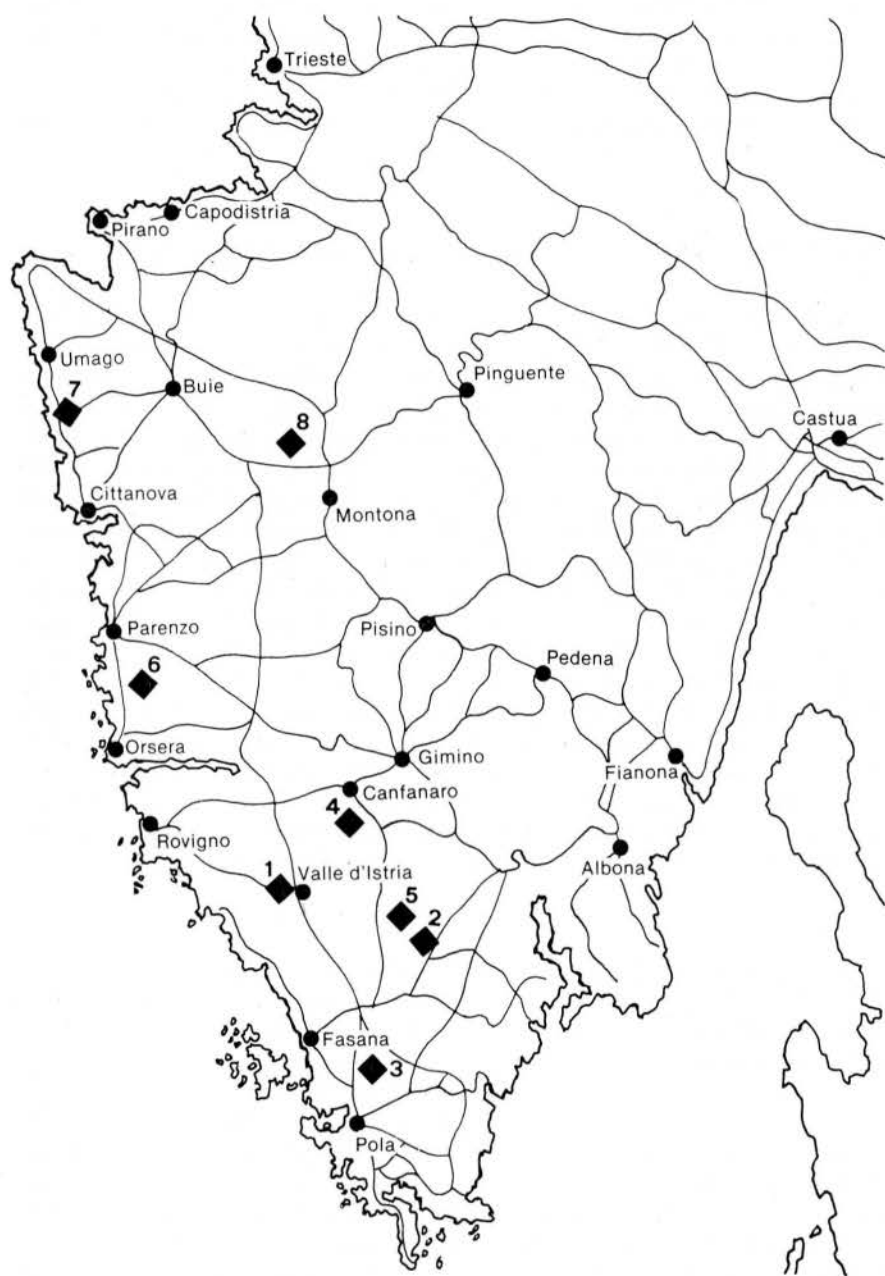 Trieste
Capodistria
Pirano
Umago
Buie
Pinguente
7
8
Castua
Cittanova
Montona
Parenzo
Pisino
6
Pedena
Orsera
Gimino
Fianona
Canfanaro
4
Rovigno
Albona
1
Valle d'Istria
5
2
Fasana
3
Pola